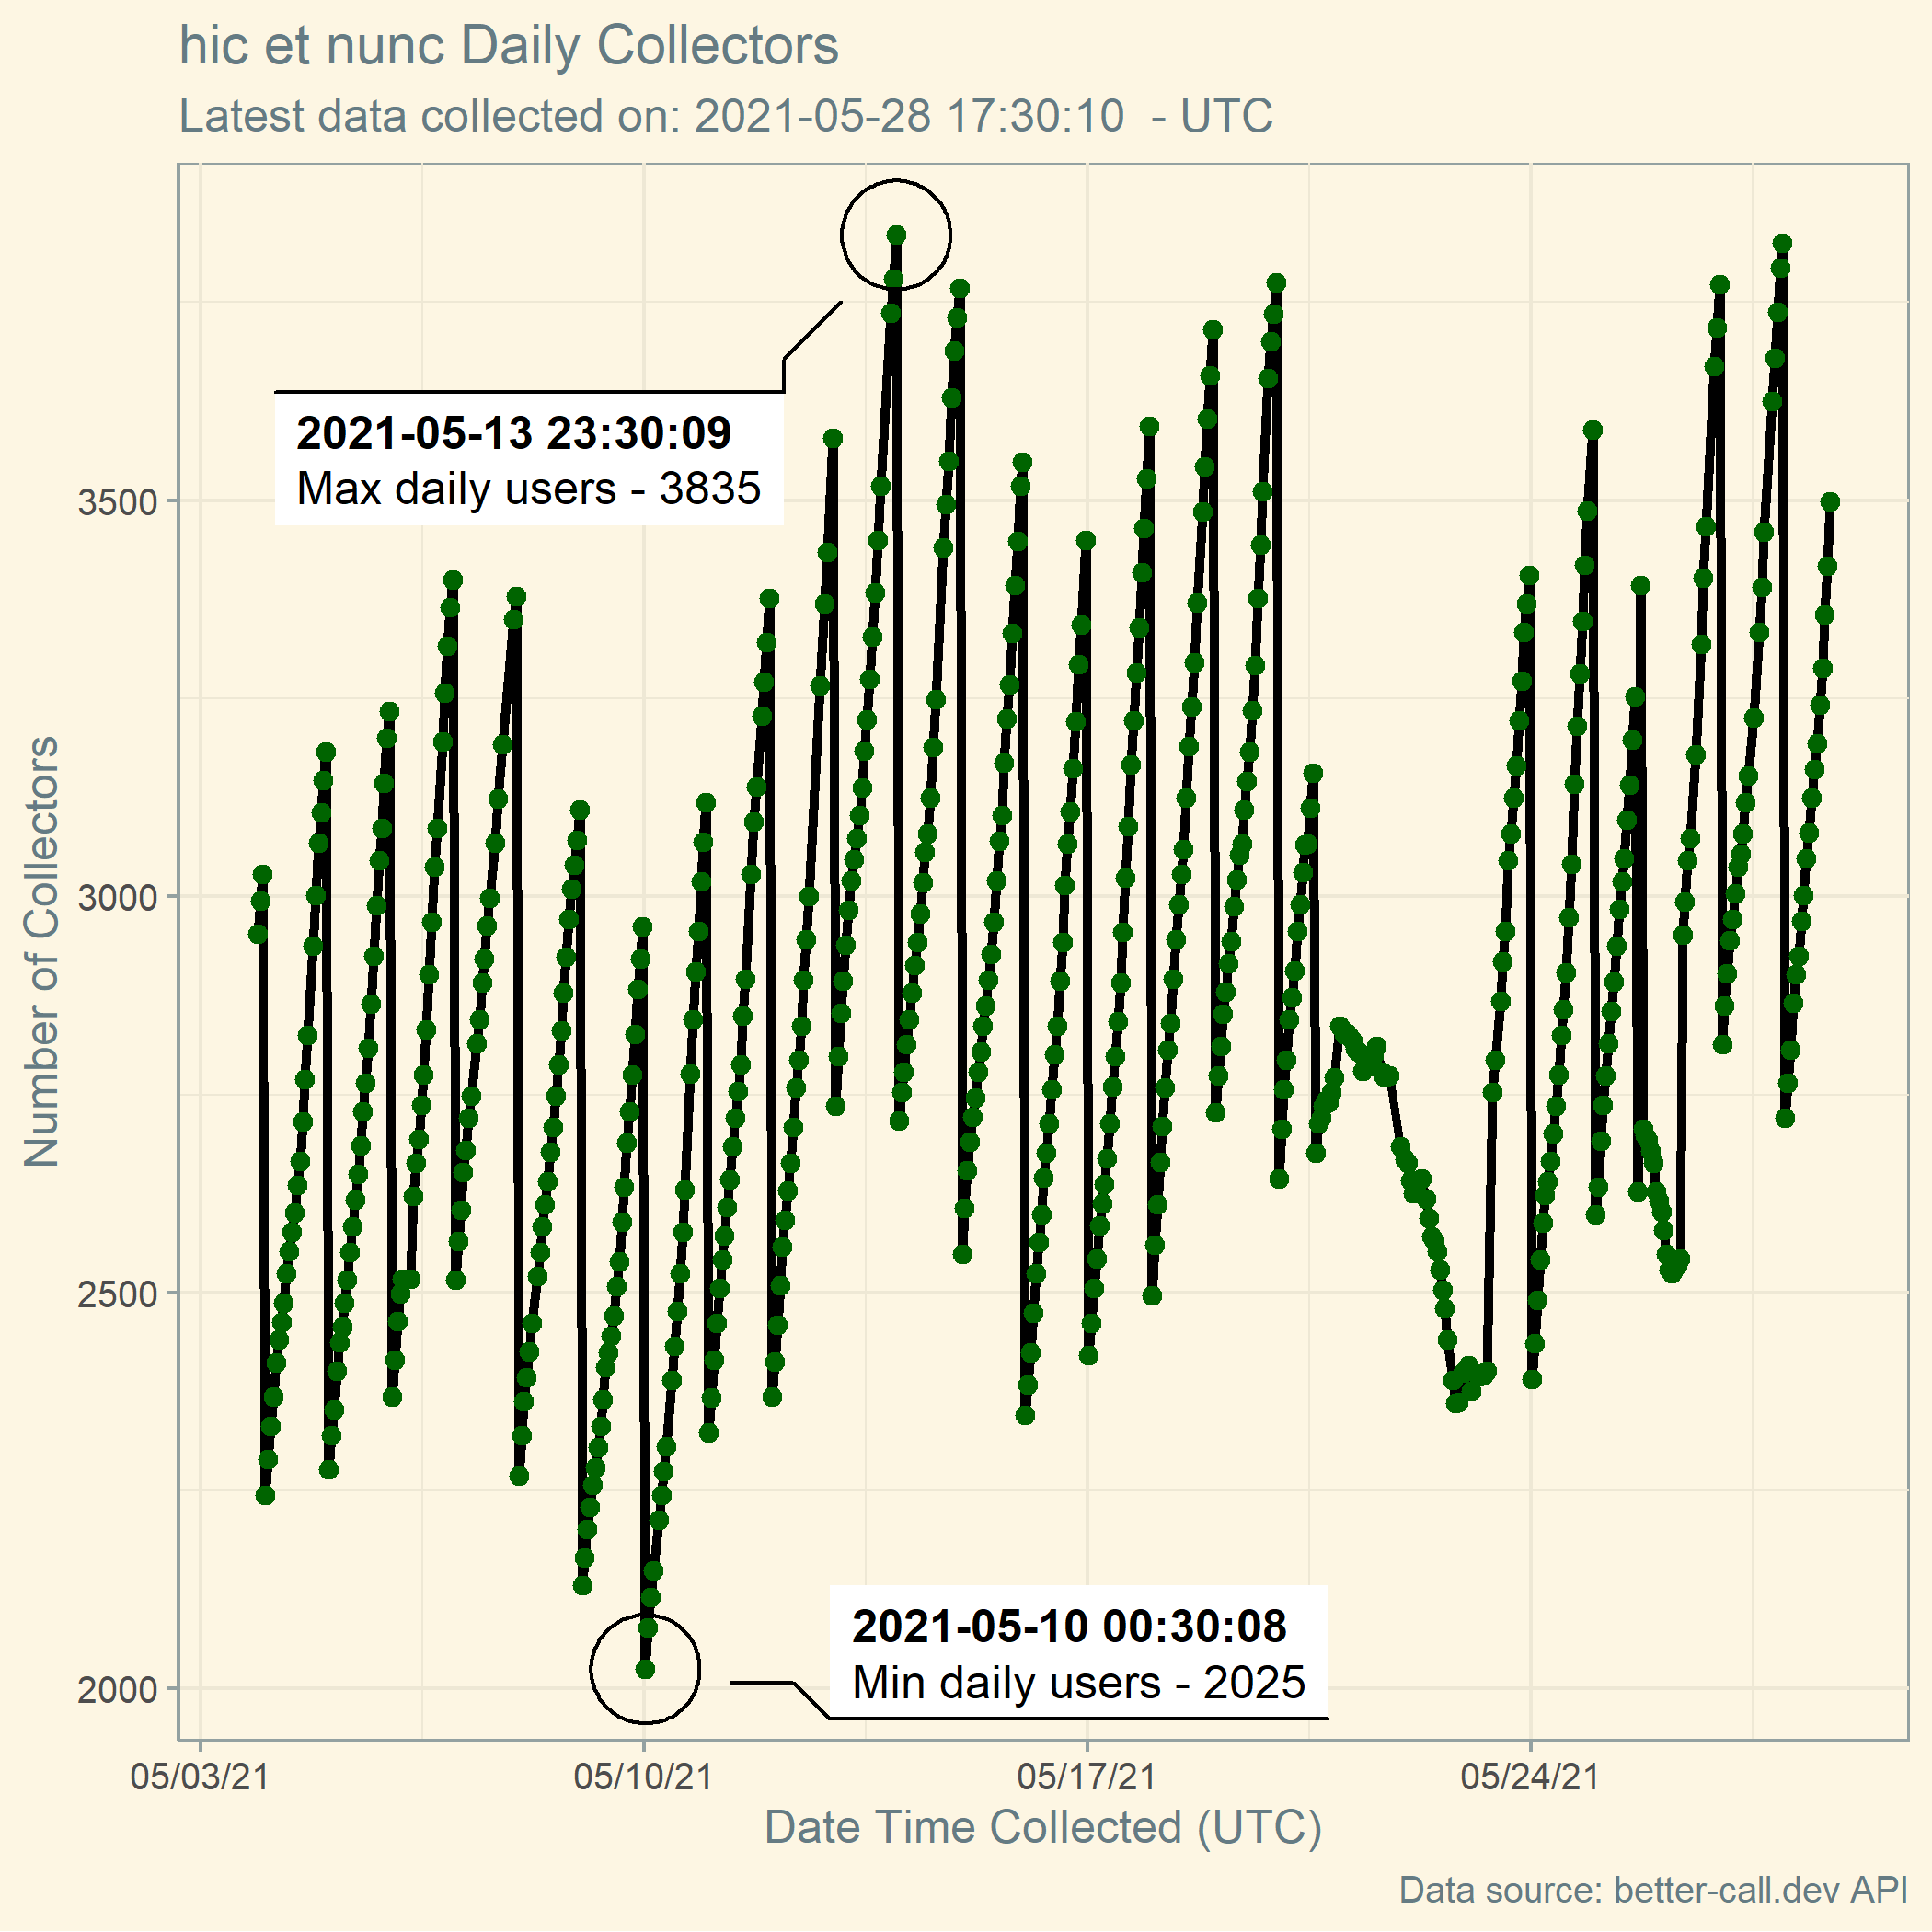 hic et nunc Daily Collectors
Latest data collected on: 2021-05-28 17:30:10  - UTC
2021-05-13 23:30:09
Max daily users - 3835
2021-05-10 00:30:08
Min daily users - 2025
Number of Collectors
3500
3000
2500
2000
05/03/21
05/10/21
05/17/21
05/24/21
Date Time Collected (UTC)
Data source: better-call.dev API